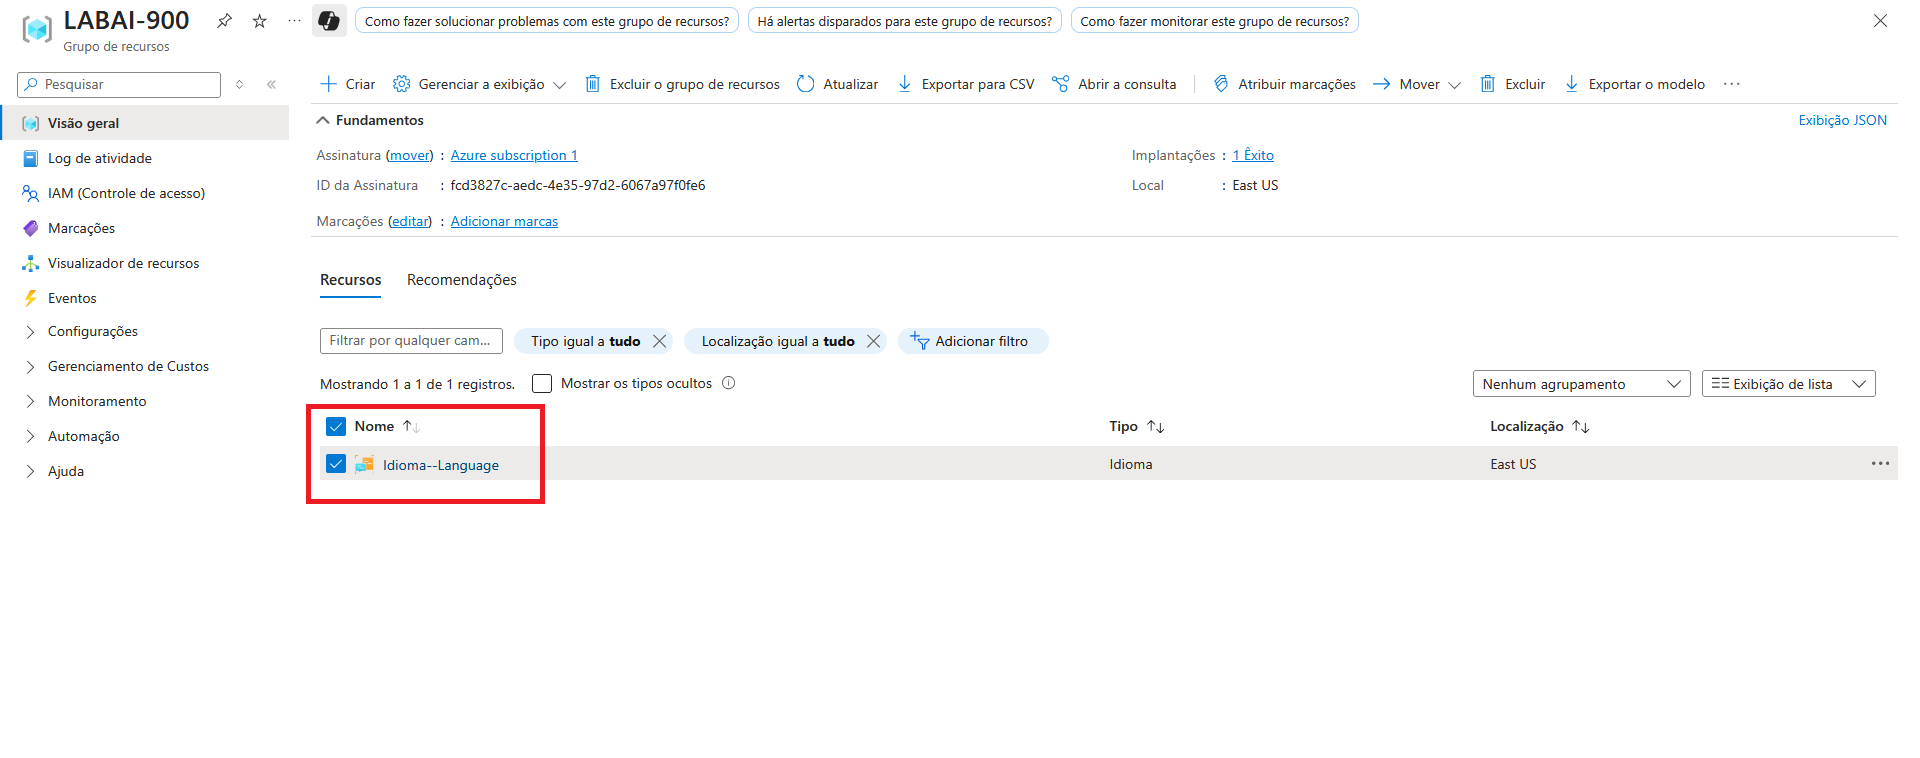 LABAI-900
Grupo de recursos
Como fazer solucionar problemas com este grupo de recursos?
Há alertas disparados para este grupo de recursos?
Como fazer monitorar este grupo de recursos?
Pesquisar
Criar
Gerenciar a exibição
Excluir o grupo de recursos
Atualizar
Exportar para CSV
Abrir a consulta
Atribuir marcações
Mover
Excluir
Exportar o modelo
Visão geral
Log de atividade
IAM (Controle de acesso)
Marcações
Visualizador de recursos
Eventos
Configurações
Gerenciamento de Custos
Monitoramento
Automação
Ajuda
Fundamentos
Exibição JSON
Assinatura (mover) : Azure subscription 1
Implantações : 1 Êxito
ID da Assinatura : fcd3827c-aedc-4e35-97d2-6067a97f0fe6
Local : East US
Marcações (editar) : Adicionar marcas
Recursos
Recomendações
Filtrar por qualquer cam...
Tipo igual a tudo
Localização igual a tudo
Adicionar filtro
Mostrando 1 a 1 de 1 registros.
Mostrar os tipos ocultos
Nenhum agrupamento
Exibição de lista
Nome
Tipo
Localização
Idioma--Language
Idioma
East US